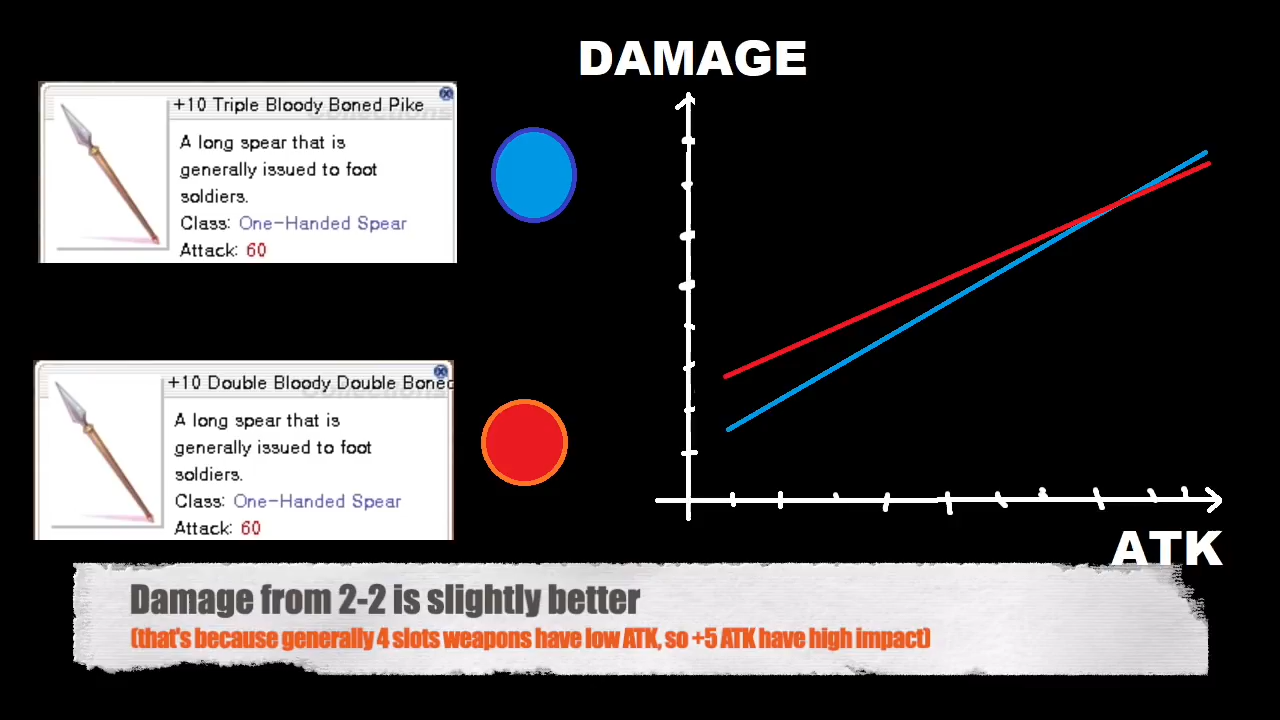 DAMAGE
+10 Triple Bloody Boned Pike
A long spear that is
generally issued to foot
soldiers.
Class: One-Handed Spear
Attack: 60
+10 Double Bloody Double Boned
A long spear that is
generally issued to foot
soldiers.
Class: One-Handed Spear
Attack: 60
ATK
Damage from 2-2 is slightly better
(that's because generally 4 slots weapons have low ATK, so +5 ATK have high impact)